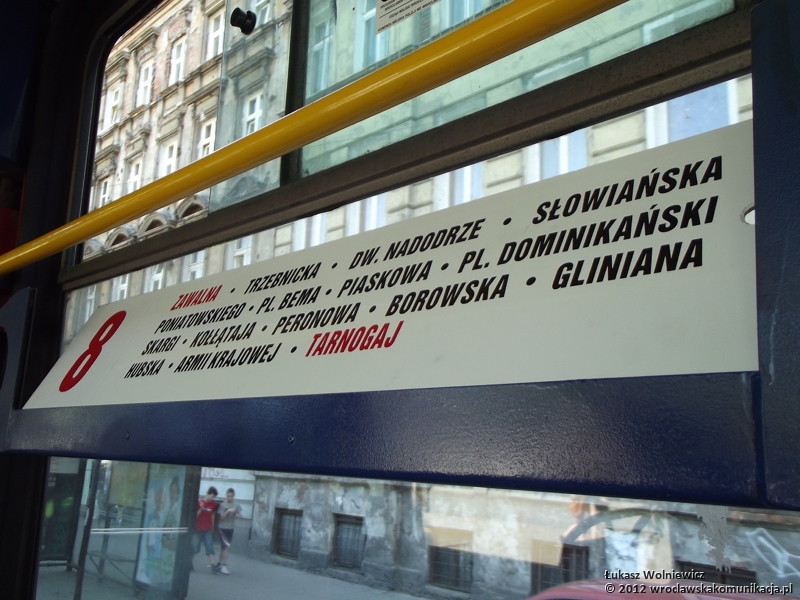 8
ZAWALNA • TRZEBNICKA • DW. NADODRZE • SŁOWIAŃSKA
PONIATOWSKIEGO • PL. BEMA • PIASKOWA • PL. DOMINIKAŃSKI
SKARGI • KOŁŁĄTAJA • PERONOWA • BOROWSKA • GLINIANA
HUBSKA • ARMII KRAJOWEJ • TARNOGAJ
Łukasz Wolniewicz
© 2012 wroclawskakomunikacja.pl